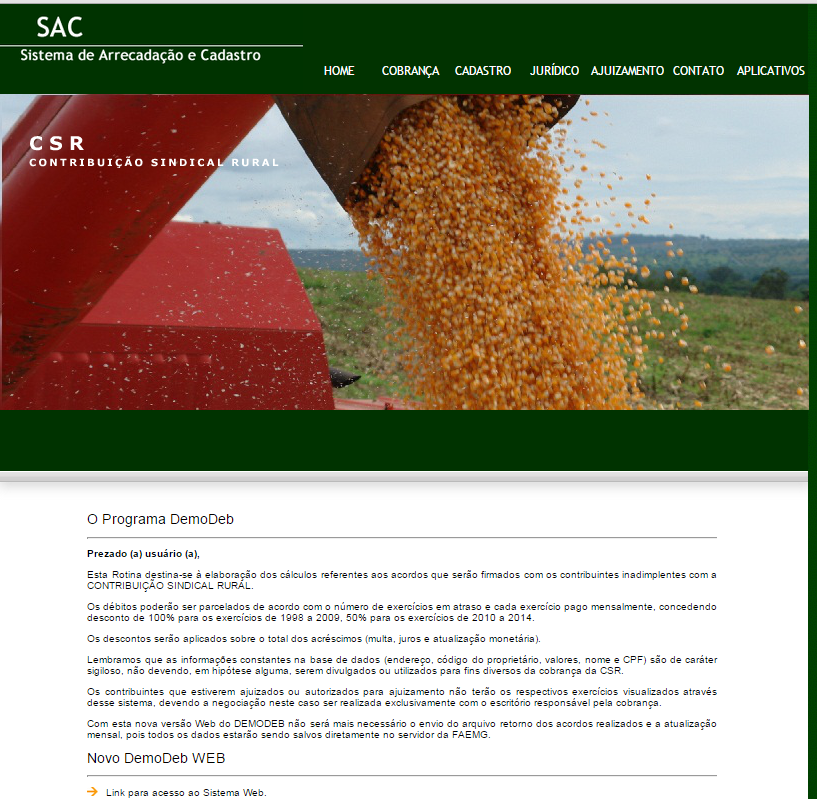 SAC
Sistema de Arrecadação e Cadastro
HOME COBRANÇA CADASTRO JURÍDICO AJUIZAMENTO CONTATO APLICATIVOS
CSR
CONTRIBUIÇÃO SINDICAL RURAL
O Programa DemoDeb
Prezado (a) usuário (a),
Esta Rotina destina-se à elaboração dos cálculos referentes aos acordos que serão firmados com os contribuintes inadimplentes com a
CONTRIBUIÇÃO SINDICAL RURAL.
Os débitos poderão ser parcelados de acordo com o número de exercícios em atraso e cada exercício pago mensalmente, concedendo
desconto de 100% para os exercícios de 1998 a 2009, 50% para os exercícios de 2010 a 2014.
Os descontos serão aplicados sobre o total dos acréscimos (multa, juros e atualização monetária).
Lembramos que as informações constantes na base de dados (endereço, código do proprietário, valores, nome e CPF) são de caráter
sigiloso, não devendo, em hipótese alguma, serem divulgados ou utilizados para fins diversos da cobrança da CSR.
Os contribuintes que estiverem ajuizados ou autorizados para ajuizamento não terão os respectivos exercícios visualizados através
desse sistema, devendo a negociação neste caso ser realizada exclusivamente com o escritório responsável pela cobrança.
Com esta nova versão Web do DEMODEB não será mais necessário o envio do arquivo retorno dos acordos realizados e a atualização
mensal, pois todos os dados estarão sendo salvos diretamente no servidor da FAEMG.
Novo DemoDeb WEB
Link para acesso ao Sistema Web.